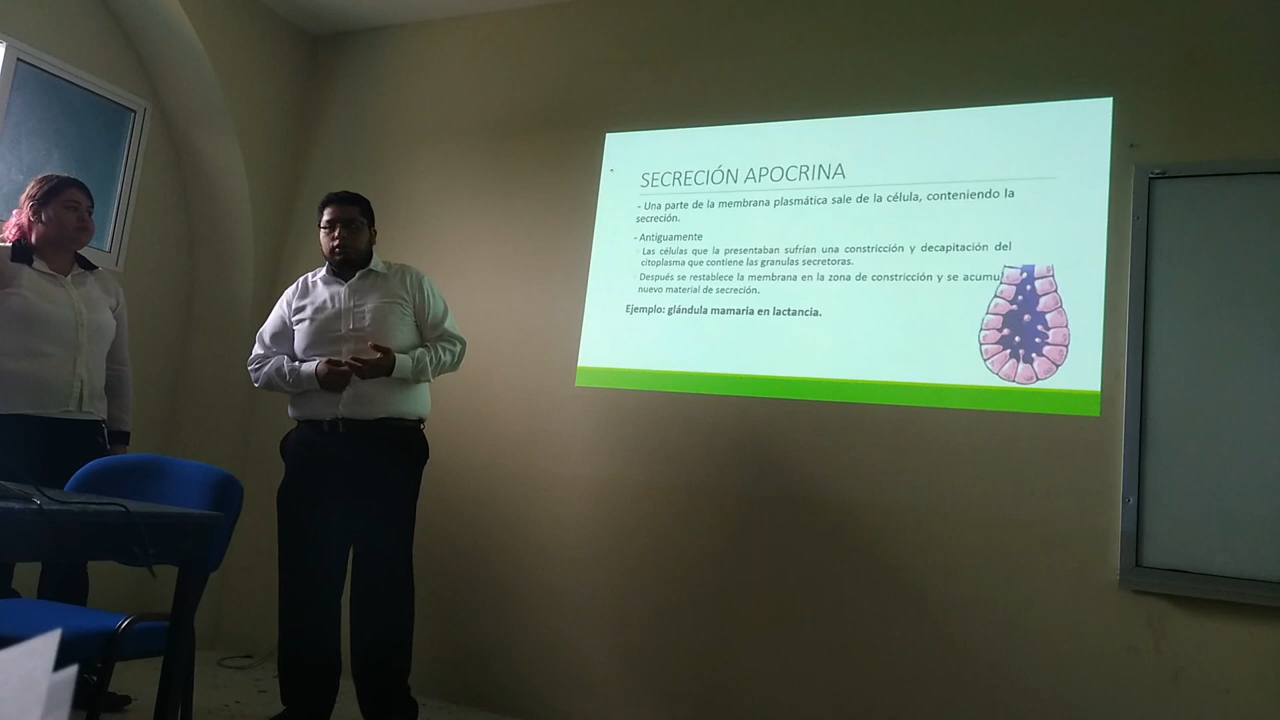 SECRECIÓN APOCRINA
- Una parte de la membrana plasmática sale de la célula, conteniendo la
secreción.
- Antiguamente
Las células que la presentaban sufrían una constricción y decapitación del
citoplasma que contiene las granulas secretoras.
Después se restablece la membrana en la zona de constricción y se acumu
nuevo material de secreción.
Ejemplo: glándula mamaria en lactancia.